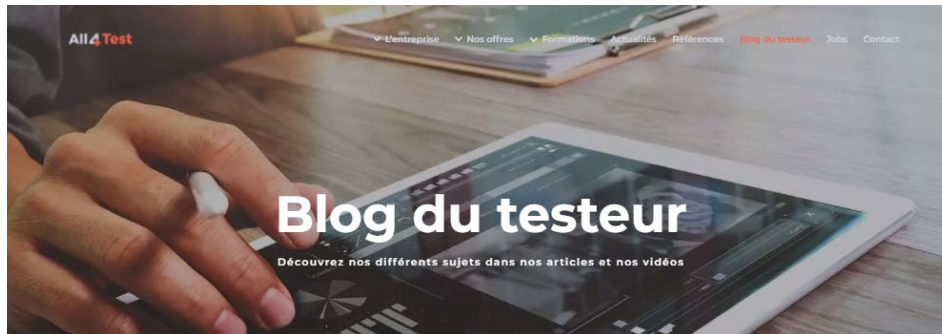 All4Test
L'entreprise Nos offres Formations Actualités Références Blog du testeur Jobs Contact
Blog du testeur
Découvrez nos différents sujets dans nos articles et nos vidéos